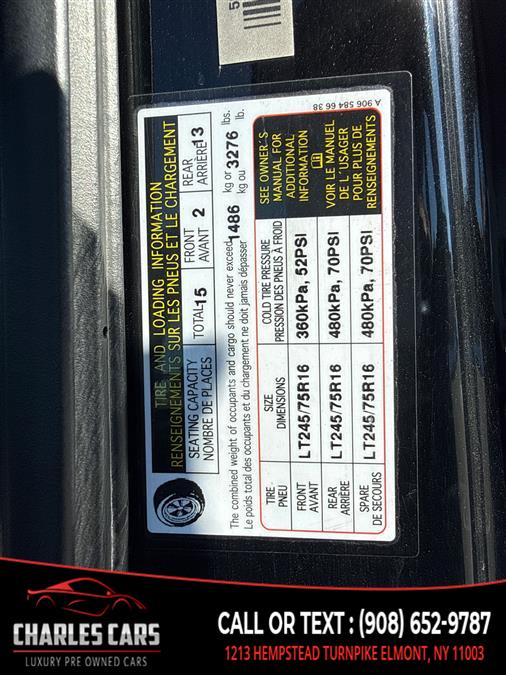 5
A 906 584 66 38
TIRE AND LOADING INFORMATION
RENSEIGNEMENTS SUR LES PNEUS ET LE CHARGEMENT
SEATING CAPACITY
NOMBRE DE PLACES
TOTAL 15
FRONT
AVANT 2
REAR
ARRIÈRE 13
The combined weight of occupants and cargo should never exceed 1486 kg or 3276 lbs.
Le poids total des occupants et du chargement ne doit jamais dépasser kg ou lb.
TIRE
PNEU
SIZE
DIMENSIONS
COLD TIRE PRESSURE
PRESSION DES PNEUS À FROID
FRONT
AVANT
LT245/75R16
360kPa, 52PSI
REAR
ARRIÈRE
LT245/75R16
480kPa, 70PSI
SPARE
DE SECOURS
LT245/75R16
480kPa, 70PSI
SEE OWNER'S
MANUAL FOR
ADDITIONAL
INFORMATION
VOIR LE MANUEL
DE L'USAGER
POUR PLUS DE
RENSEIGNEMENTS
CHARLES CARS
LUXURY PRE OWNED CARS
CALL OR TEXT : (908) 652-9787
1213 HEMPSTEAD TURNPIKE ELMONT, NY 11003